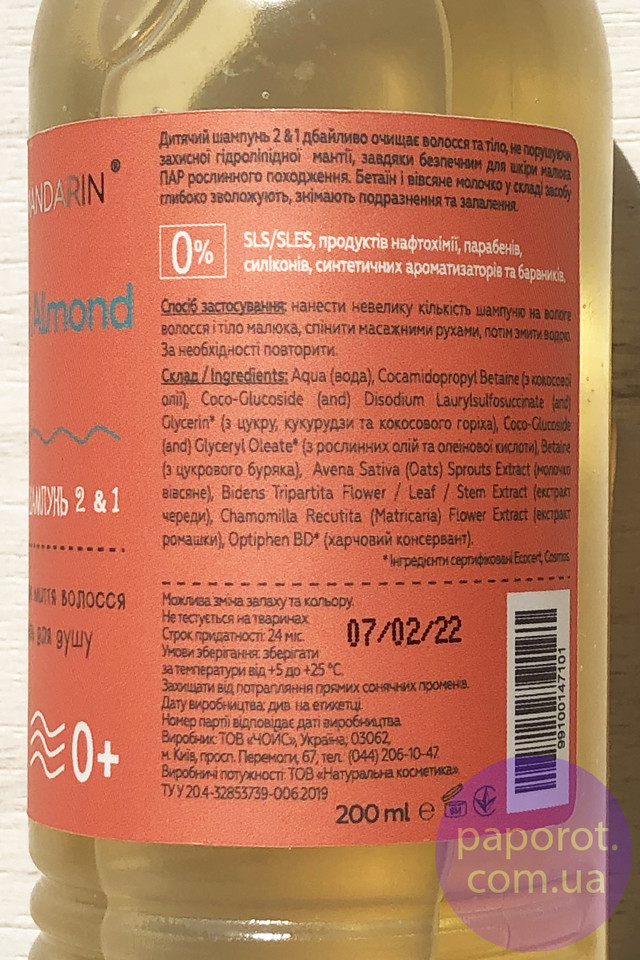 ANDARIN ®
Almond
ШАМПУНЬ 2 & 1
миття волосся
для душу
0+
Дитячий шампунь 2 & 1 дбайливо очищає волосся та тіло, не порушуючи
захисної гідроліпідної мантії, завдяки безпечним для шкіри малюка
ПАР рослинного походження. Бетаїн і вівсяне молочко у складі засобу
глибоко зволожують, знімають подразнення та запалення.
0%
SLS/SLES, продуктів нафтохімії, парабенів,
силіконів, синтетичних ароматизаторів та барвників.
Спосіб застосування: нанести невелику кількість шампуню на вологе
волосся і тіло малюка, спінити масажними рухами, потім змити водою.
За необхідності повторити.
Склад / Ingredients: Aqua (вода), Cocamidopropyl Betaine (з кокосової
олії), Coco-Glucoside (and) Disodium Laurylsulfosuccinate (and)
Glycerin* (з цукру, кукурудзи та кокосового горіха), Coco-Glucoside
(and) Glyceryl Oleate* (з рослинних олій та олеїнової кислоти), Betaine
(з цукрового буряка), Avena Sativa (Oats) Sprouts Extract (молочко
вівсяне), Bidens Tripartita Flower / Leaf / Stem Extract (екстракт
череди), Chamomilla Recutita (Matricaria) Flower Extract (екстракт
ромашки), Optiphen BD* (харчовий консервант).
* Інгредієнти сертифіковані Ecocert, Cosmos.
Можлива зміна запаху та кольору.
Не тестується на тваринах.
Строк придатності: 24 міс.
Умови зберігання: зберігати
за температури від +5 до +25 °C.
07/02/22
Захищати від потрапляння прямих сонячних променів.
Дату виробництва: див. на етикетці.
Номер партії відповідає даті виробництва.
Виробник: ТОВ «ЧОЙС», Україна, 03062,
м. Київ, просп. Перемоги, 67, тел.: (044) 206-10-47.
Виробничі потужності: ТОВ «Натуральна косметика».
ТУ У 20.4-32853739-006:2019
200 ml e
99100147101
paporot.
com.ua